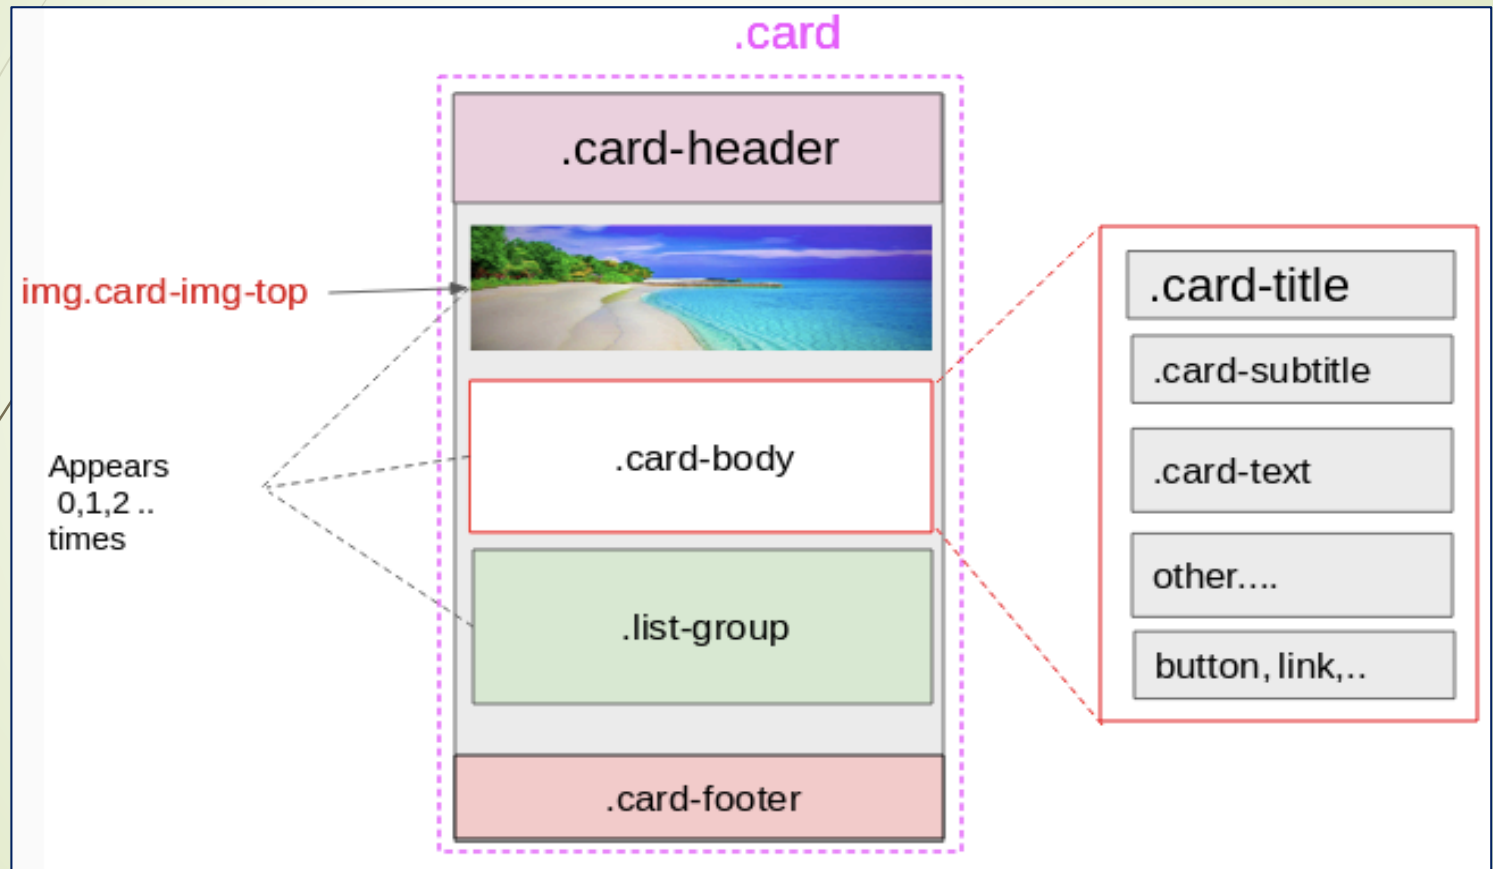 .card
.card-header
img.card-img-top
.card-body
Appears
0,1,2 ..
times
.list-group
.card-footer
.card-title
.card-subtitle
.card-text
other....
button, link,..